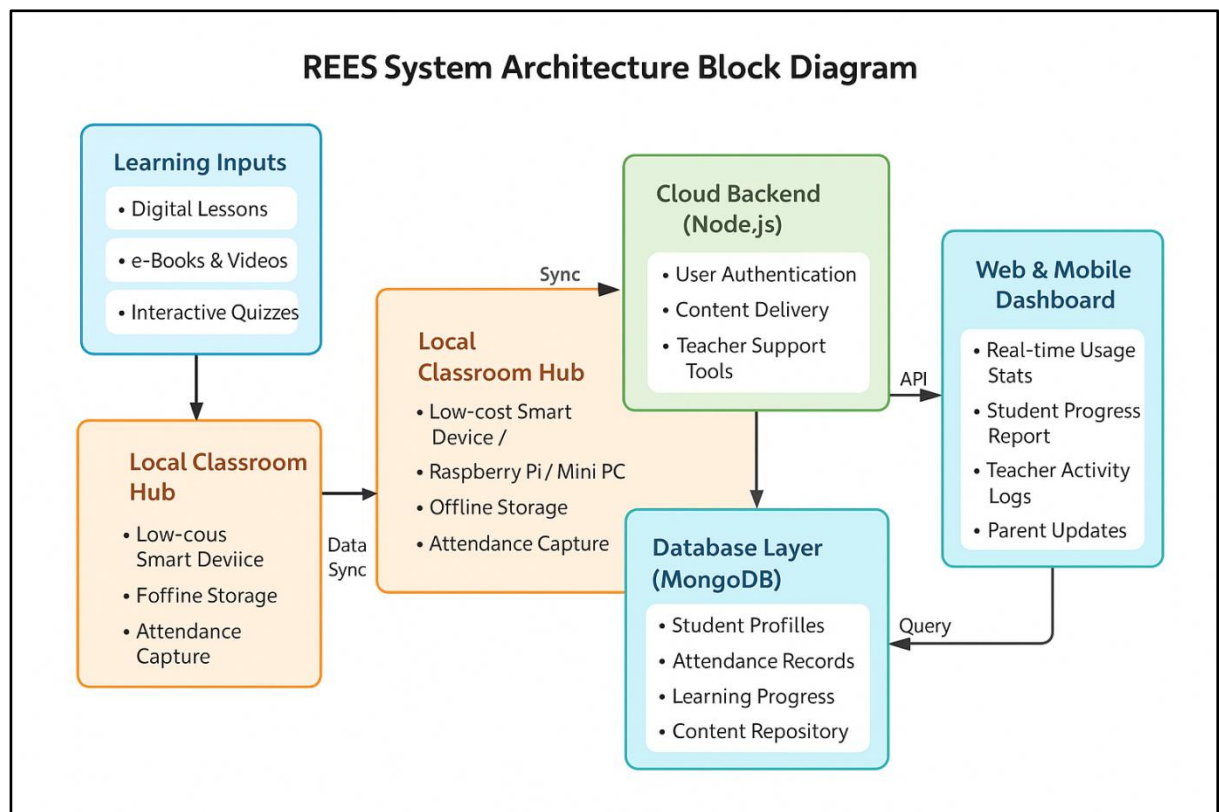 REES System Architecture Block Diagram
Learning Inputs
• Digital Lessons
• e-Books & Videos
• Interactive Quizzes
Local Classroom
Hub
• Low-cous
Smart Deviice
• Foffine Storage
• Attendance
Capture
Data
Sync
Sync
Local
Classroom Hub
• Low-cost Smart
Device /
• Raspberry Pi / Mini PC
• Offline Storage
• Attendance Capture
Cloud Backend
(Node,js)
• User Authentication
• Content Delivery
• Teacher Support
Tools
API
Database Layer
(MongoDB)
• Student Profilles
• Attendance Records
• Learning Progress
• Content Repository
Web & Mobile
Dashboard
• Real-time Usage
Stats
• Student Progress
Report
• Teacher Activity
Logs
• Parent Updates
Query